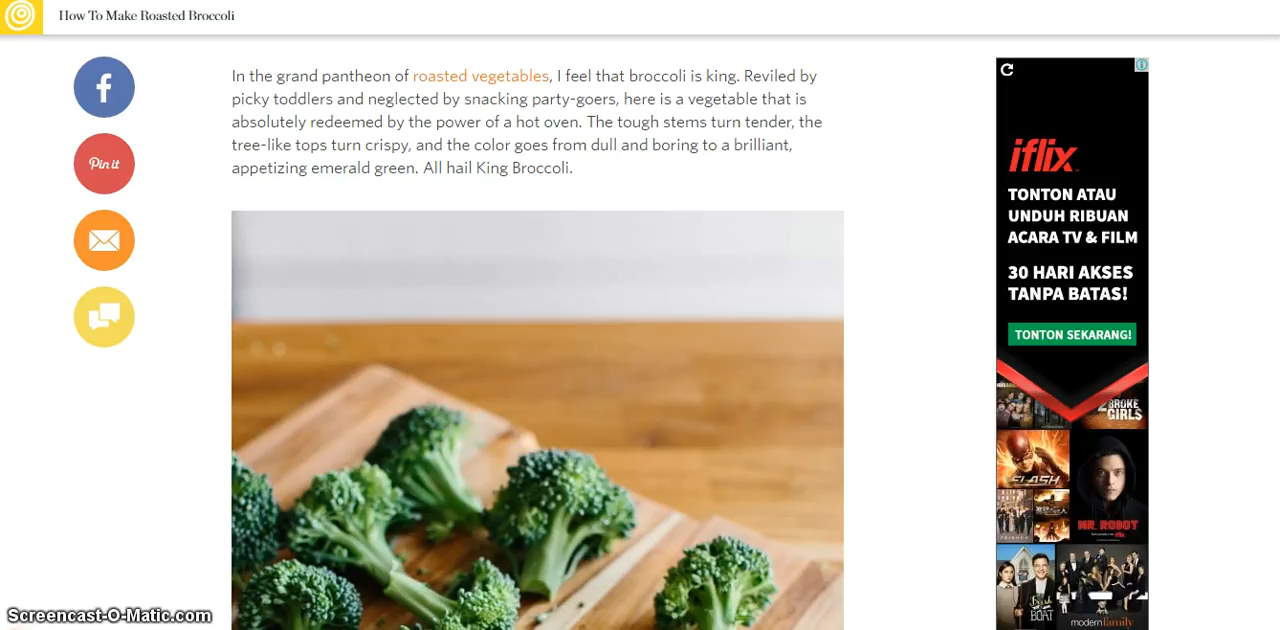 How To Make Roasted Broccoli
In the grand pantheon of roasted vegetables, I feel that broccoli is king. Reviled by
picky toddlers and neglected by snacking party-goers, here is a vegetable that is
absolutely redeemed by the power of a hot oven. The tough stems turn tender, the
tree-like tops turn crispy, and the color goes from dull and boring to a brilliant,
appetizing emerald green. All hail King Broccoli.
f
Pin it
iflix
TONTON ATAU
UNDUH RIBUAN
ACARA TV & FILM
30 HARI AKSES
TANPA BATAS!
TONTON SEKARANG!
2 BROKE
GIRLS
FLASH
MR. ROBOT
FRIENDS
BOAT
modern family
Screencast-O-Matic.com